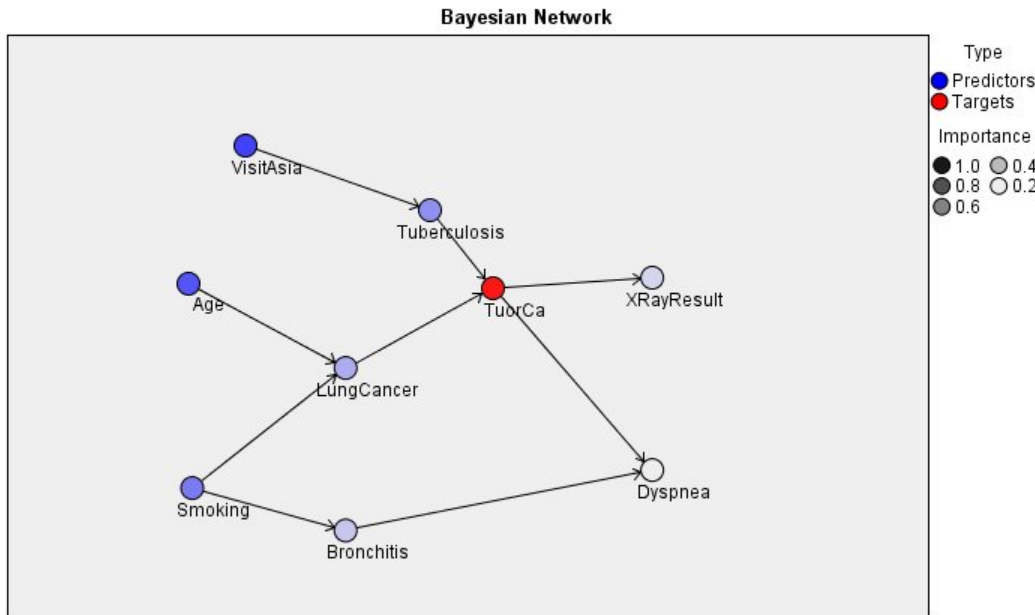 Bayesian Network
VisitAsia
Tuberculosis
Age
TuorCa
XRayResult
LungCancer
Smoking
Dyspnea
Bronchitis
Type
Predictors
Targets
Importance
1.0 0.4
0.8 0.2
0.6